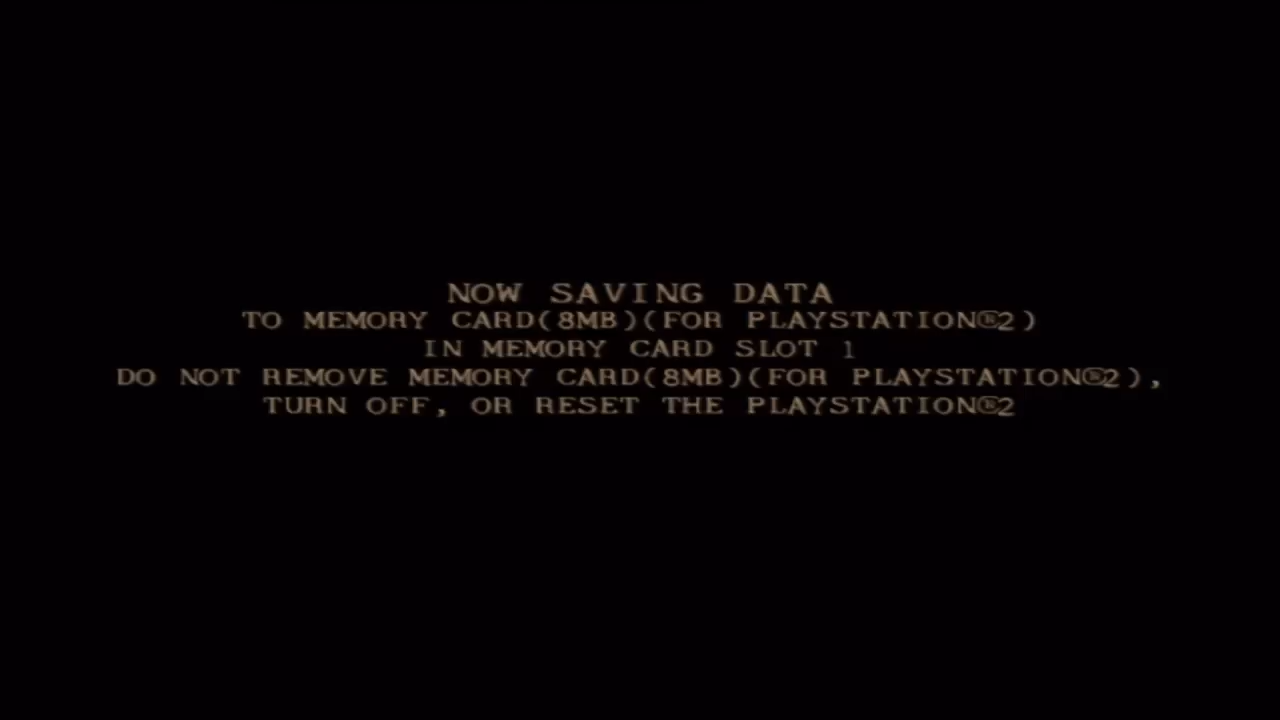 NOW SAVING DATA
TO MEMORY CARD(8MB)(FOR PLAYSTATION®2)
IN MEMORY CARD SLOT 1
DO NOT REMOVE MEMORY CARD(8MB)(FOR PLAYSTATION®2),
TURN OFF, OR RESET THE PLAYSTATION®2